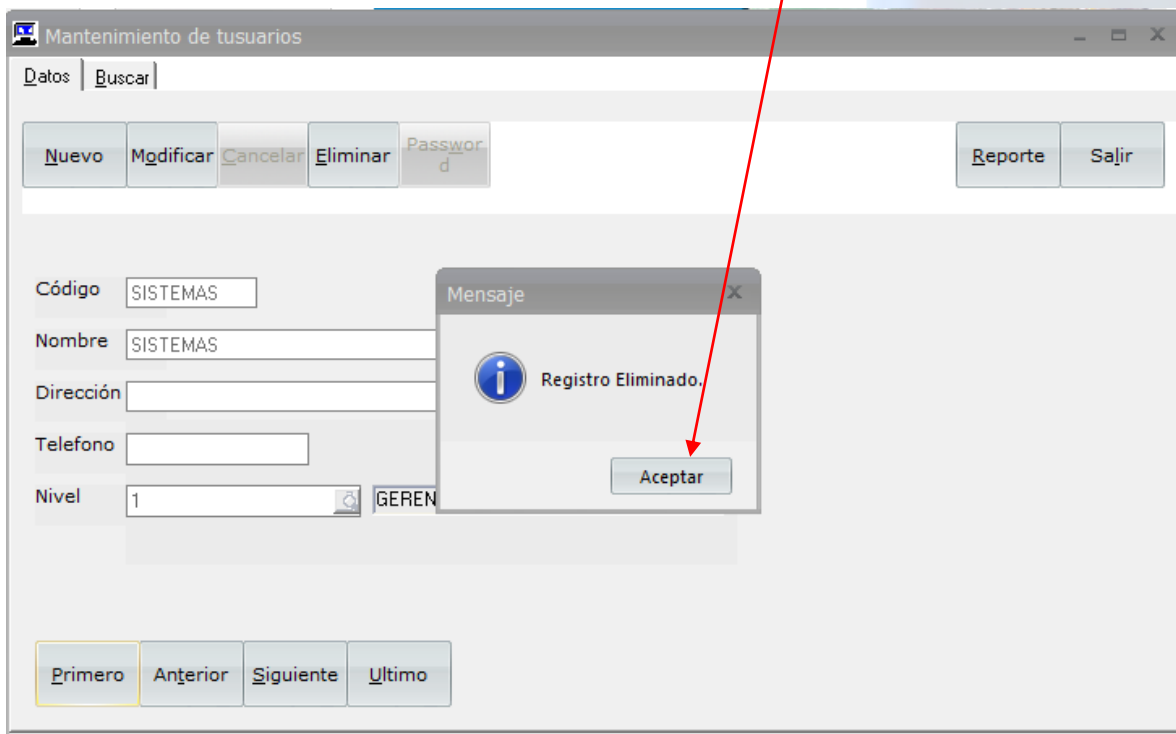 Mantenimiento de tusuarios
Datos Buscar
Nuevo Modificar Cancelar Eliminar Passwor
d
Reporte Salir
Código SISTEMAS
Nombre SISTEMAS
Dirección
Telefono
Nivel 1 GEREN
Mensaje X
Registro Eliminado.
Aceptar
Primero Anterior Siguiente Ultimo